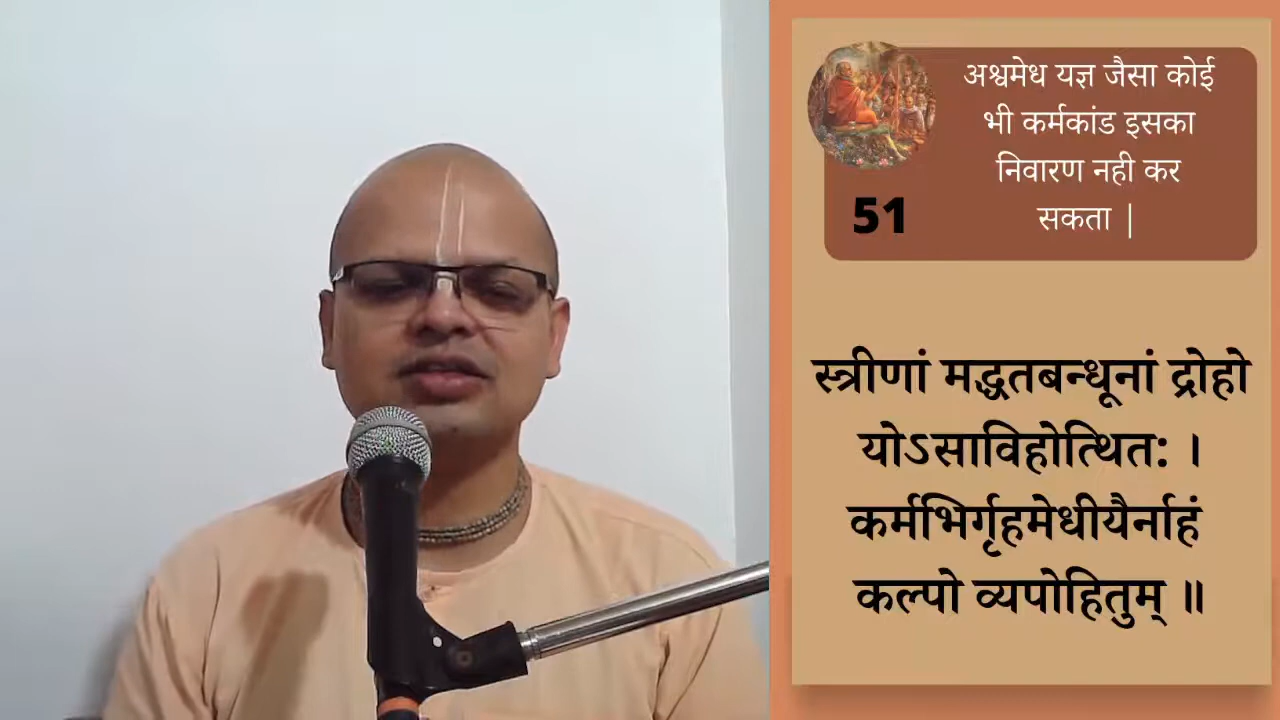 अश्वमेध यज्ञ जैसा कोई
भी कर्मकांड इसका
निवारण नही कर
सकता |
51
स्त्रीणां मद्धतबन्धूनां द्रोहो
योऽसाविहोत्थित: ।
कर्मभिर्गृहमेधीयैर्नाहं
कल्पो व्यपोहितुम् ॥